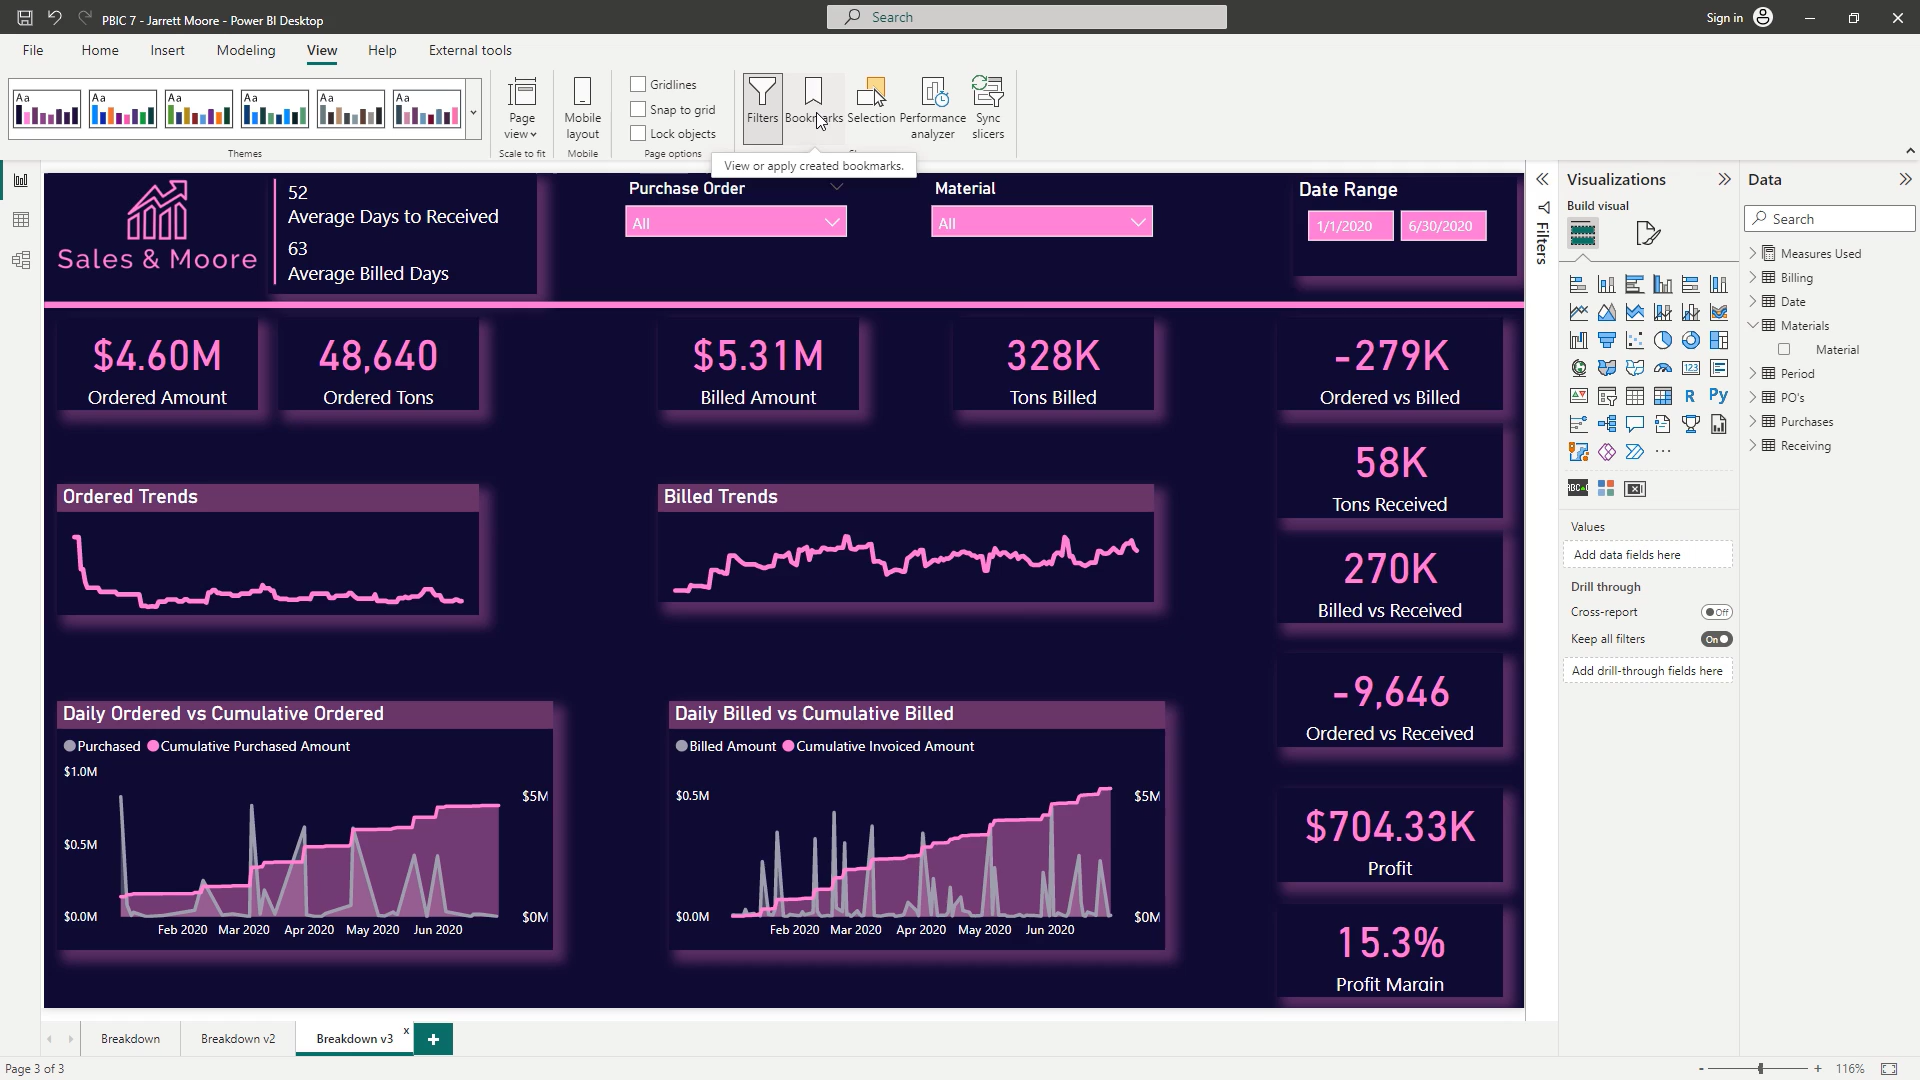 PBIC 7 - Jarrett Moore - Power BI Desktop
Search
Sign in
File
Home
Insert
Modeling
View
Help
External tools
Aa
Aa
Aa
Aa
Aa
Aa
Page
view
Mobile
layout
Gridlines
Snap to grid
Lock objects
Filters
Bookmarks
Selection
Performance
analyzer
Sync
slicers
Themes
Scale to fit
Mobile
Page options
View or apply created bookmarks.
Sales & Moore
52
Average Days to Received
63
Average Billed Days
Purchase Order
All
Material
All
Date Range
1/1/2020
6/30/2020
$4.60M
Ordered Amount
48,640
Ordered Tons
$5.31M
Billed Amount
328K
Tons Billed
-279K
Ordered vs Billed
58K
Tons Received
270K
Billed vs Received
-9,646
Ordered vs Received
$704.33K
Profit
15.3%
Profit Margin
Ordered Trends
Billed Trends
Daily Ordered vs Cumulative Ordered
Purchased
Cumulative Purchased Amount
$1.0M
$0.5M
$0.0M
$5M
$0M
Feb 2020
Mar 2020
Apr 2020
May 2020
Jun 2020
Daily Billed vs Cumulative Billed
Billed Amount
Cumulative Invoiced Amount
$0.5M
$0.0M
$5M
$0M
Feb 2020
Mar 2020
Apr 2020
May 2020
Jun 2020
Filters
Visualizations
Build visual
123
R
Py
ABC
Values
Add data fields here
Drill through
Cross-report
Off
Keep all filters
On
Add drill-through fields here
Data
Search
Measures Used
Billing
Date
Materials
Material
Period
PO's
Purchases
Receiving
Breakdown
Breakdown v2
Breakdown v3
x
+
Page 3 of 3
-
+
116%